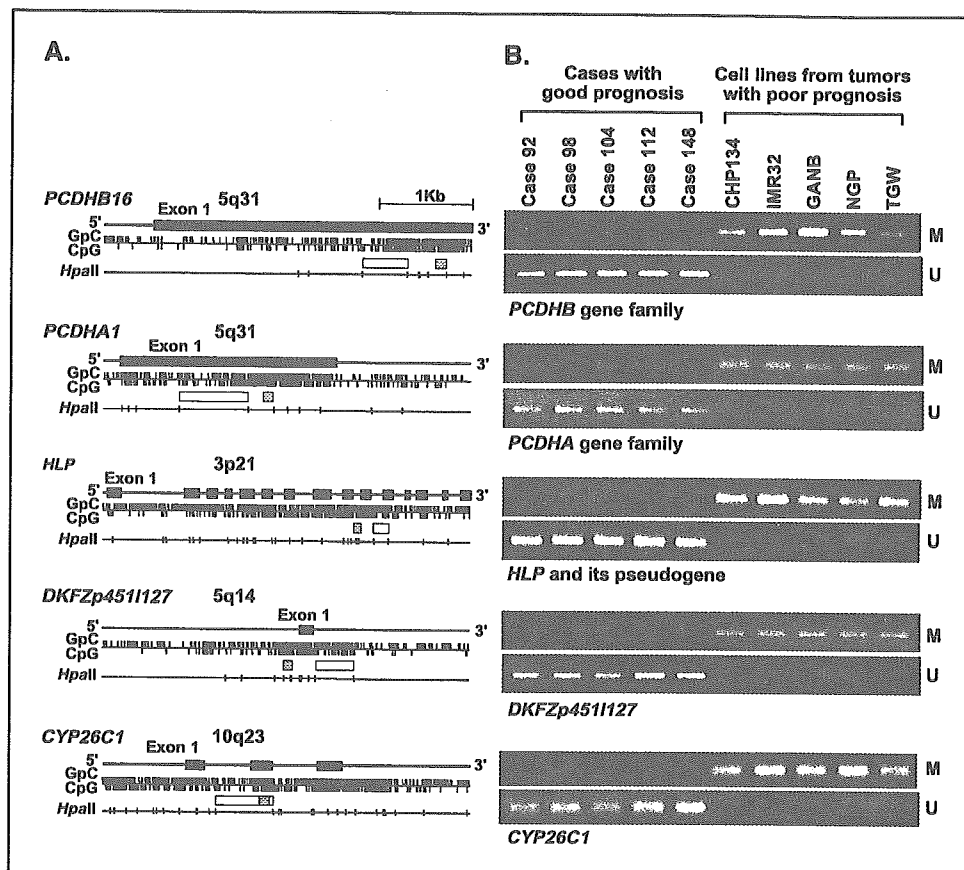 A.
PCDHB16 5q31
Exon 1
1Kb
5' 3'
GpC
CpG
HpaII
PCDHA1 5q31
Exon 1
5' 3'
GpC
CpG
HpaII
HLP 3p21
Exon 1
5' 3'
GpC
CpG
HpaII
DKFZp451I127 5q14
Exon 1
5' 3'
GpC
CpG
HpaII
CYP26C1 10q23
Exon 1
5' 3'
GpC
CpG
HpaII
B.
Cases with
good prognosis
Cell lines from tumors
with poor prognosis
Case 92
Case 98
Case 104
Case 112
Case 148
CHP134
IMR32
GANB
NGP
TGW
M
U
PCDHB gene family
M
U
PCDHA gene family
M
U
HLP and its pseudogene
M
U
DKFZp451I127
M
U
CYP26C1